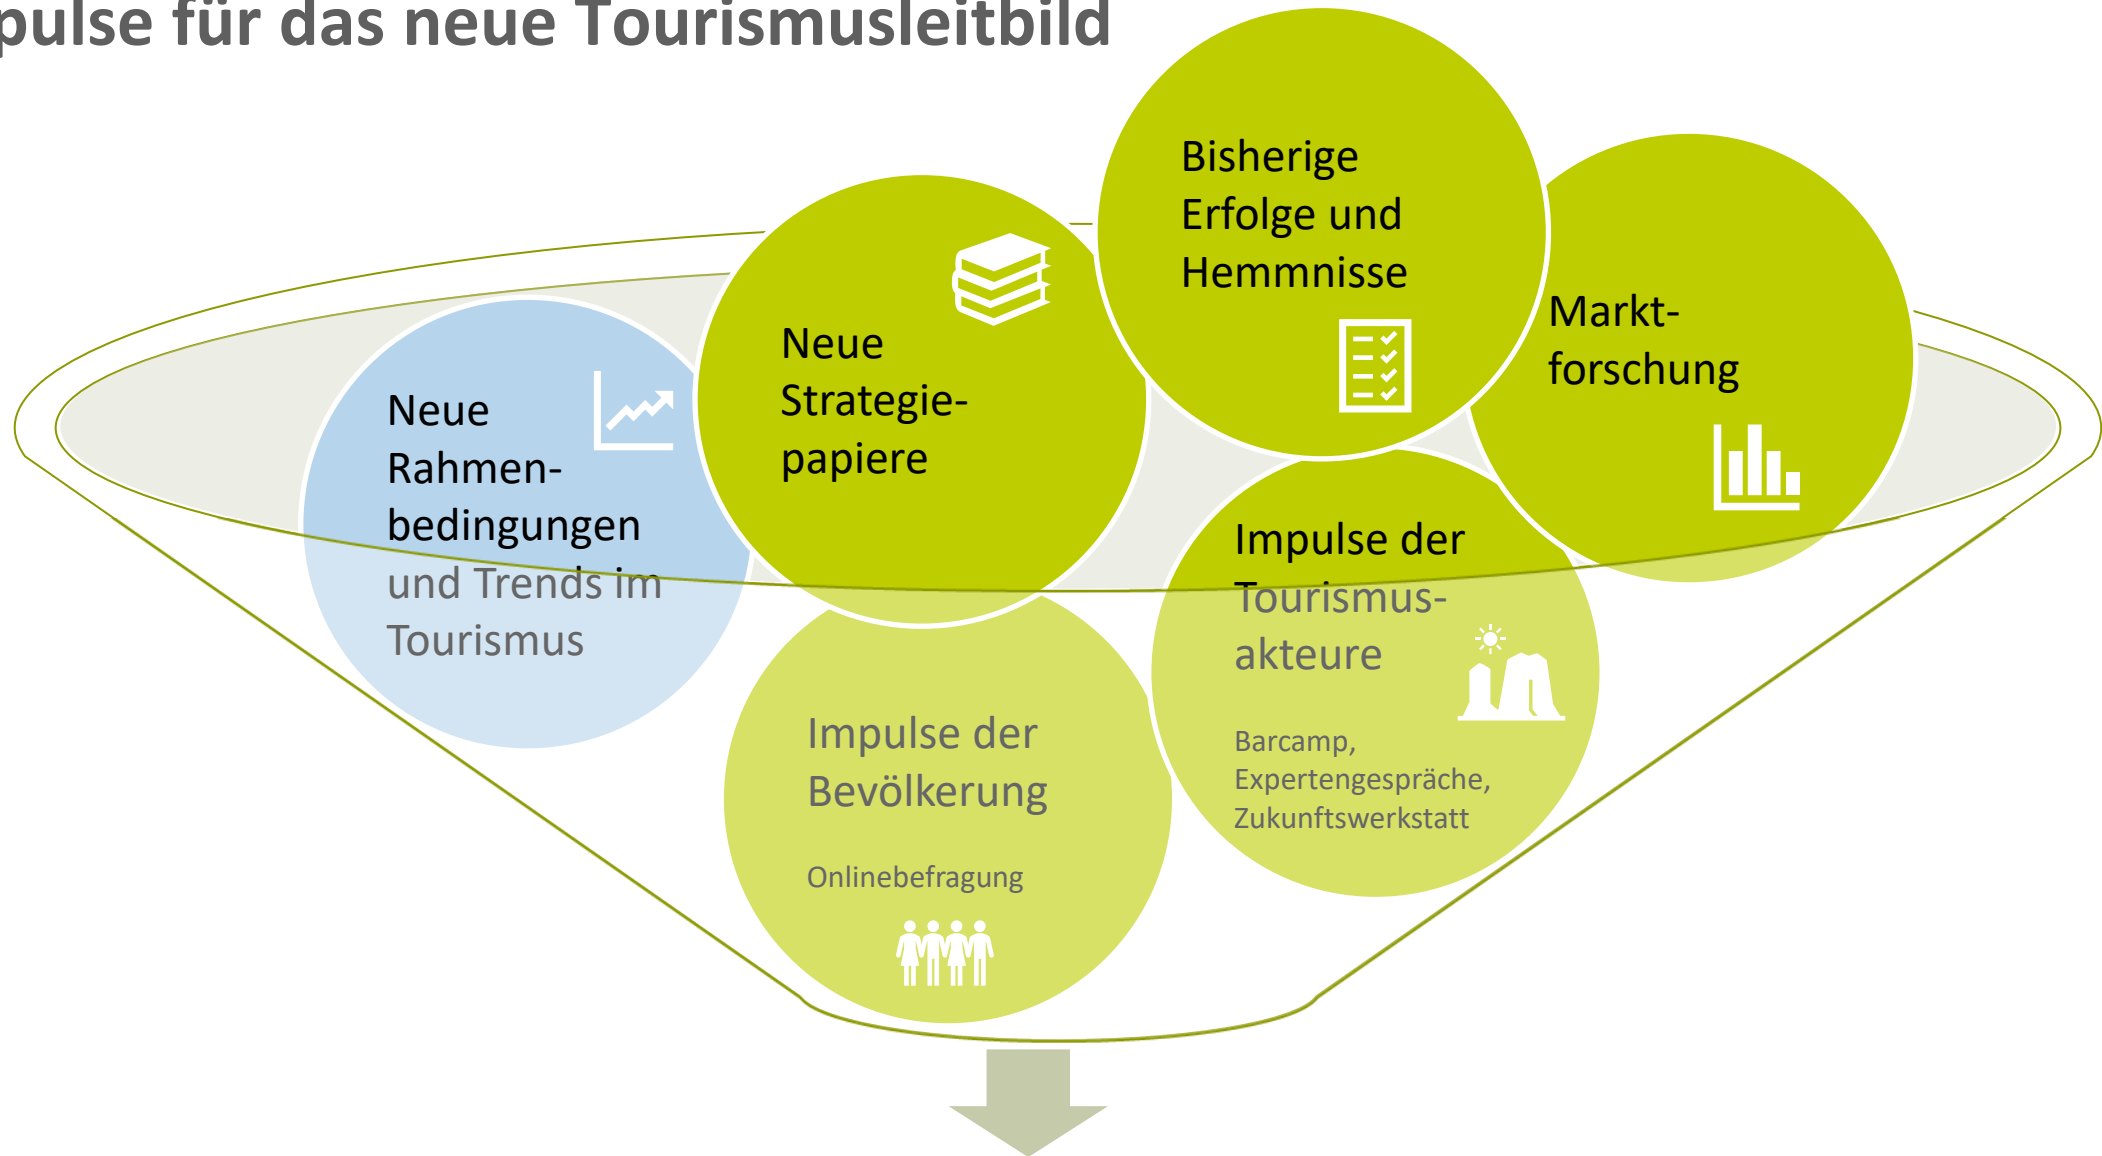 pulse für das neue Tourismusleitbild
Bisherige
Erfolge und
Hemmnisse
Markt-
forschung
Neue
Strategie-
papiere
Neue
Rahmen-
bedingungen
und Trends im
Tourismus
Impulse der
Tourismus-
akteure
Barcamp,
Expertengespräche,
Zukunftswerkstatt
Impulse der
Bevölkerung
Onlinebefragung